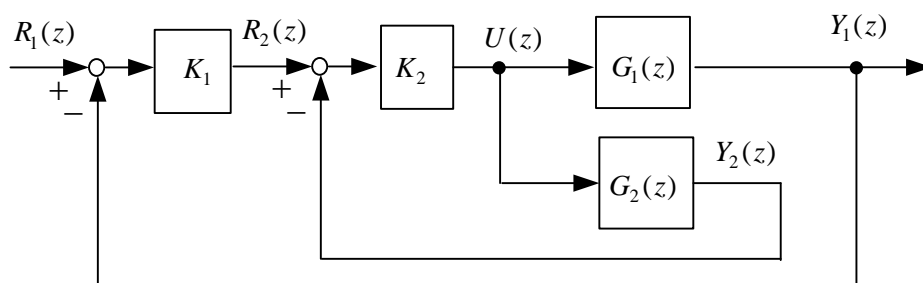 R₁(z)
K₁
R₂(z)
K₂
U(z)
G₁(z)
Y₁(z)
+
−
+
−
G₂(z)
Y₂(z)